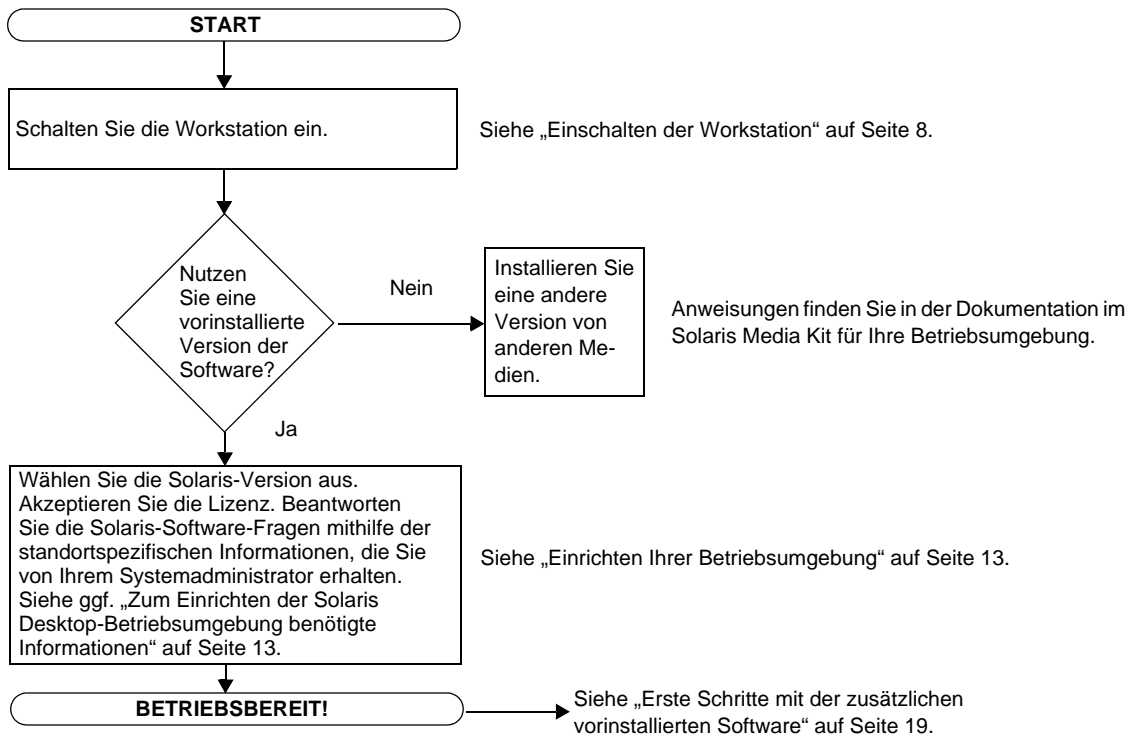 START
Schalten Sie die Workstation ein.
Siehe „Einschalten der Workstation“ auf Seite 8.
Nutzen
Sie eine
vorinstallierte
Version der
Software?
Nein
Installieren Sie
eine andere
Version von
anderen Me-
dien.
Anweisungen finden Sie in der Dokumentation im
Solaris Media Kit für Ihre Betriebsumgebung.
Ja
Wählen Sie die Solaris-Version aus.
Akzeptieren Sie die Lizenz. Beantworten
Sie die Solaris-Software-Fragen mithilfe der
standortspezifischen Informationen, die Sie
von Ihrem Systemadministrator erhalten.
Siehe ggf. „Zum Einrichten der Solaris
Desktop-Betriebsumgebung benötigte
Informationen“ auf Seite 13.
Siehe „Einrichten Ihrer Betriebsumgebung“ auf Seite 13.
BETRIEBSBEREIT!
Siehe „Erste Schritte mit der zusätzlichen
vorinstallierten Software“ auf Seite 19.